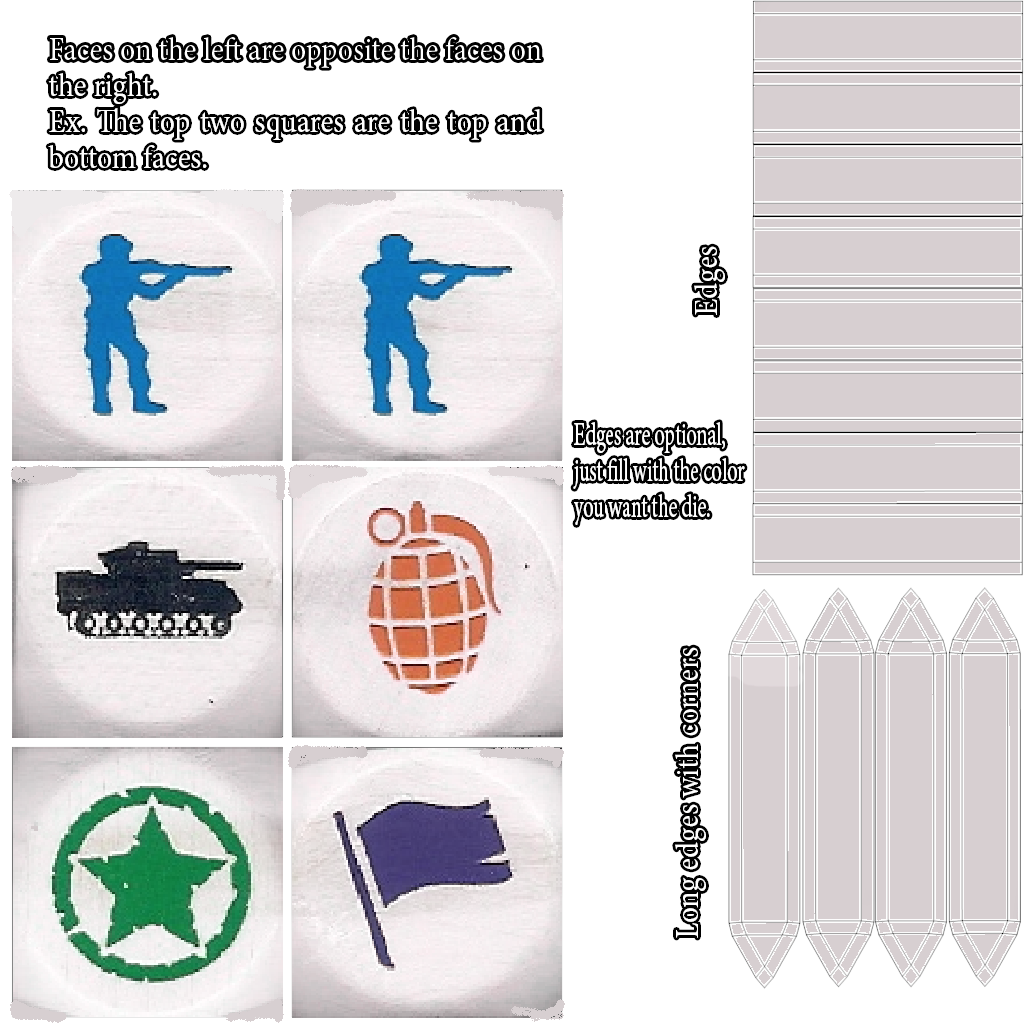 Faces on the left are opposite the faces on
the right.
Ex. The top two squares are the top and
bottom faces.
Edges
Edges are optional,
just fill with the color
you want the die.
Long edges with corners